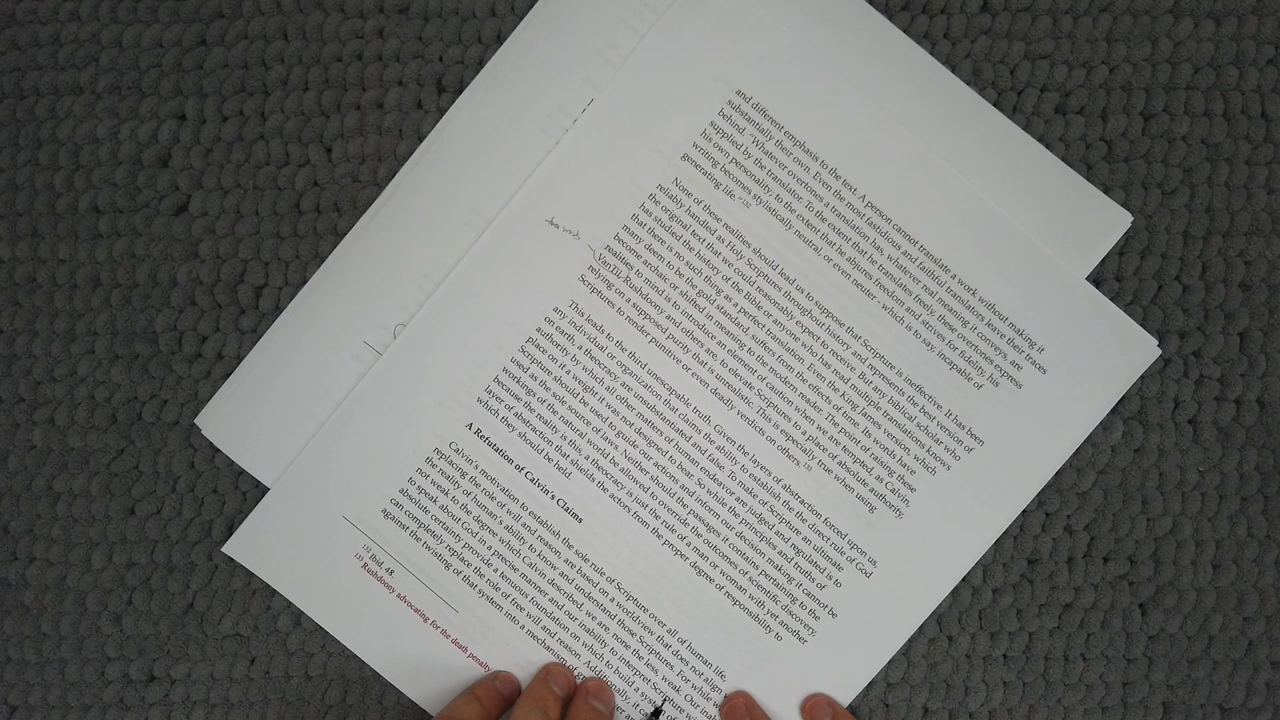 and different emphasis to the text. A person cannot translate a work without making it
substantially their own. Even the most fastidious and faithful translators leave their traces
behind. "Whatever overtones a translation has, whatever real meaning it conveys, are
supplied by the translator. To the extent that he translates freely, these overtones express
his own personality; to the extent that he abjures freedom and strives for fidelity, his
writing becomes stylistically neutral, or even neuter - which is to say, incapable of
generating life."132
None of these realities should lead us to suppose that Scripture is ineffective. It has been
reliably handled as Holy Scriptures throughout history and represents the best version of
the original text that we could reasonably expect to receive. But any biblical scholar who
has studied the history of the Bible or anyone who has read multiple translations knows
that there is no such thing as a perfect translation. Even the King James version, which
many deem to be the gold standard, suffers from the effects of time. Its words have
become archaic or shifted in meaning to the modern reader. The point of raising these
realities to mind is to introduce an element of caution when we are tempted, as Calvin
VanTil, Rushdoony and others are, to elevate Scriptures to a place of absolute authority,
relying on a supposed purity that is unrealistic. This is especially true when using
Scriptures to render punitive or even deadly verdicts on others.133
This leads to the third unescapable truth. Given the layers of abstraction forced upon us,
any individual or organization that claims the ability to establish the the direct rule of God
on earth, a theocracy, are unsubstantiated and false. To make of Scripture an ultimate
authority by which all other matters of human endeavor are judged and regulated is to
place on it a weight it was not designed to bear. So while the principles and truths of
Scripture should be used to guide our actions and inform our decision making, it cannot be
used as the sole source of laws. Neither should the passages it contains pertaining to the
workings of the natural world be allowed to override the outcomes of scientific discovery,
because the reality is this, a theocracy is just the rule of a man or woman with yet another
layer of abstraction that shields the actors from the proper degree of responsibility to
which they should be held.
A Refutation of Calvin's Claims
Calvin's motivation to establish the sole rule of Scripture over all of human life,
replacing the role of will and reason, are based on a worldview that does not align
the reality of human's ability to know and understand those Scriptures. For while
not weak to the degree which Calvin described, we are, none the less, weak. Our
to speak about God in a precise manner and our inability to interpret Scripture
absolute certainty provide a tenuous foundation on which to build a
can completely replace the role of free will and reason. Additionally, it
against the twisting of that system into a mechanism of
132 Ibid, 48.
133 Rushdoony advocating for the death penalty